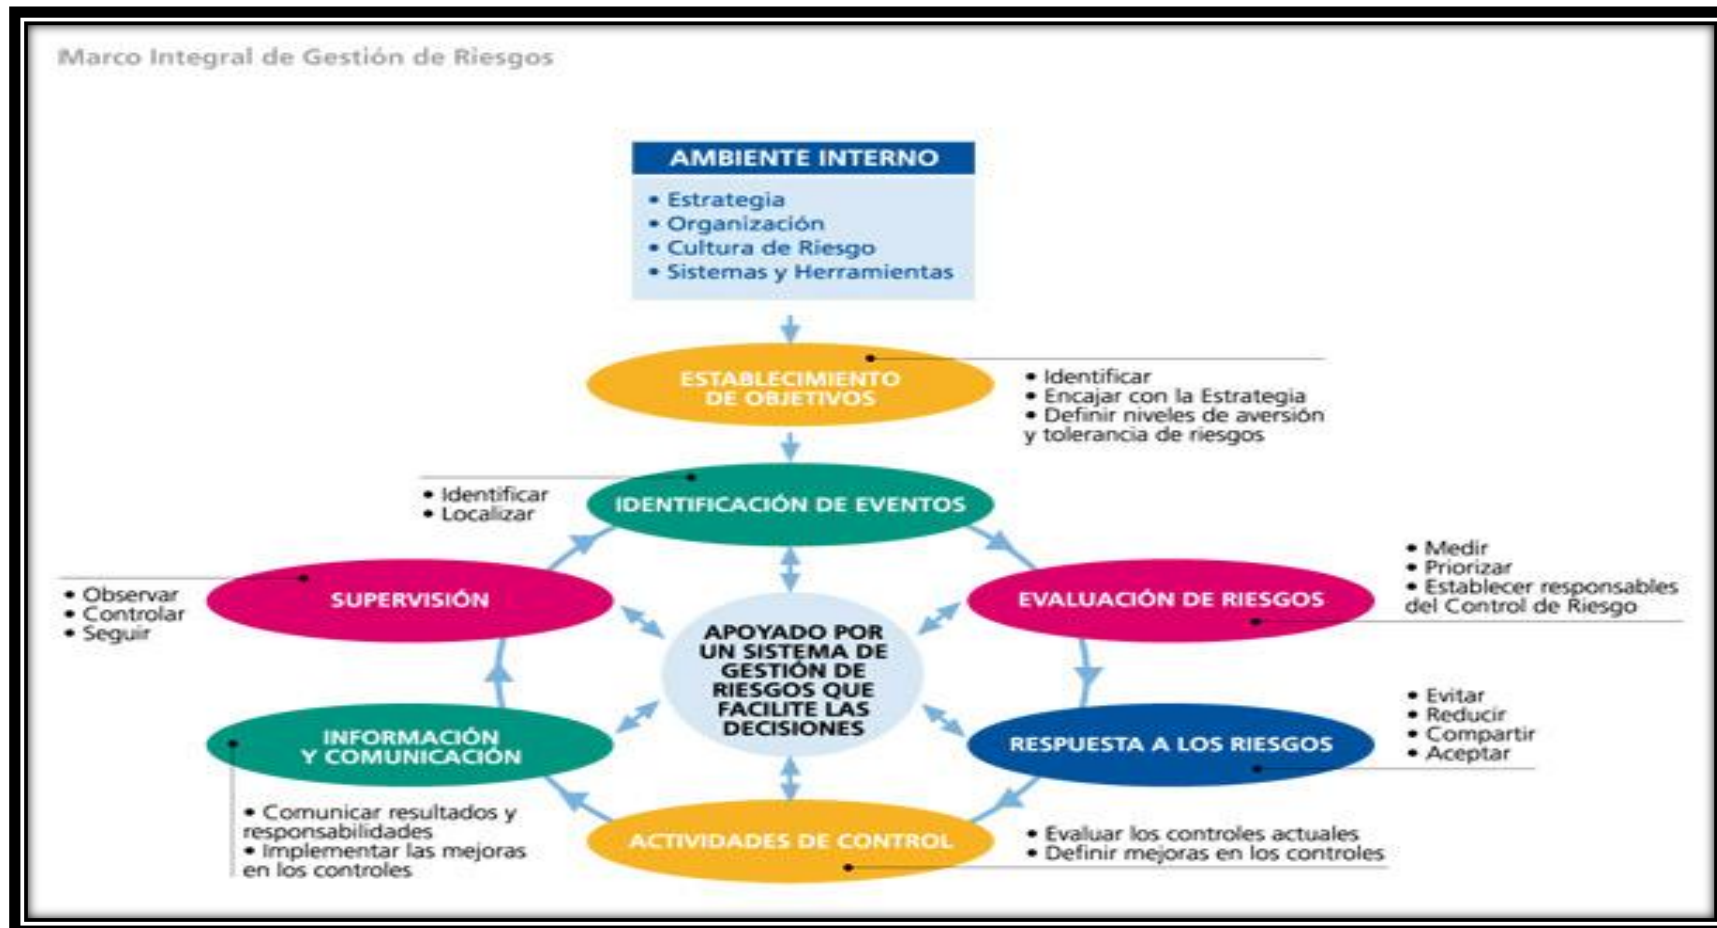 Marco Integral de Gestión de Riesgos
AMBIENTE INTERNO
• Estrategia
• Organización
• Cultura de Riesgo
• Sistemas y Herramientas
ESTABLECIMIENTO
DE OBJETIVOS
• Identificar
• Encajar con la Estrategia
• Definir niveles de aversión
y tolerancia de riesgos
• Identificar
• Localizar
IDENTIFICACIÓN DE EVENTOS
• Observar
• Controlar
• Seguir
SUPERVISIÓN
EVALUACIÓN DE RIESGOS
• Medir
• Priorizar
• Establecer responsables
del Control de Riesgo
APOYADO POR
UN SISTEMA DE
GESTIÓN DE
RIESGOS QUE
FACILITE LAS
DECISIONES
INFORMACIÓN
Y COMUNICACIÓN
RESPUESTA A LOS RIESGOS
• Evitar
• Reducir
• Compartir
• Aceptar
• Comunicar resultados y
responsabilidades
• Implementar las mejoras
en los controles
ACTIVIDADES DE CONTROL
• Evaluar los controles actuales
• Definir mejoras en los controles